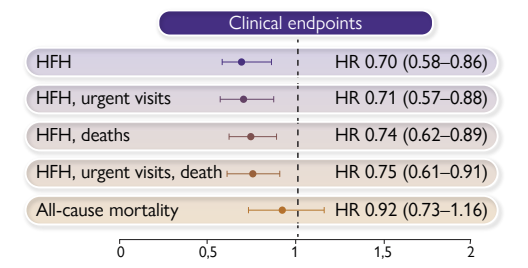 Clinical endpoints
HFH HR 0.70 (0.58–0.86)
HFH, urgent visits HR 0.71 (0.57–0.88)
HFH, deaths HR 0.74 (0.62–0.89)
HFH, urgent visits, death HR 0.75 (0.61–0.91)
All-cause mortality HR 0.92 (0.73–1.16)
0 0,5 1 1,5 2